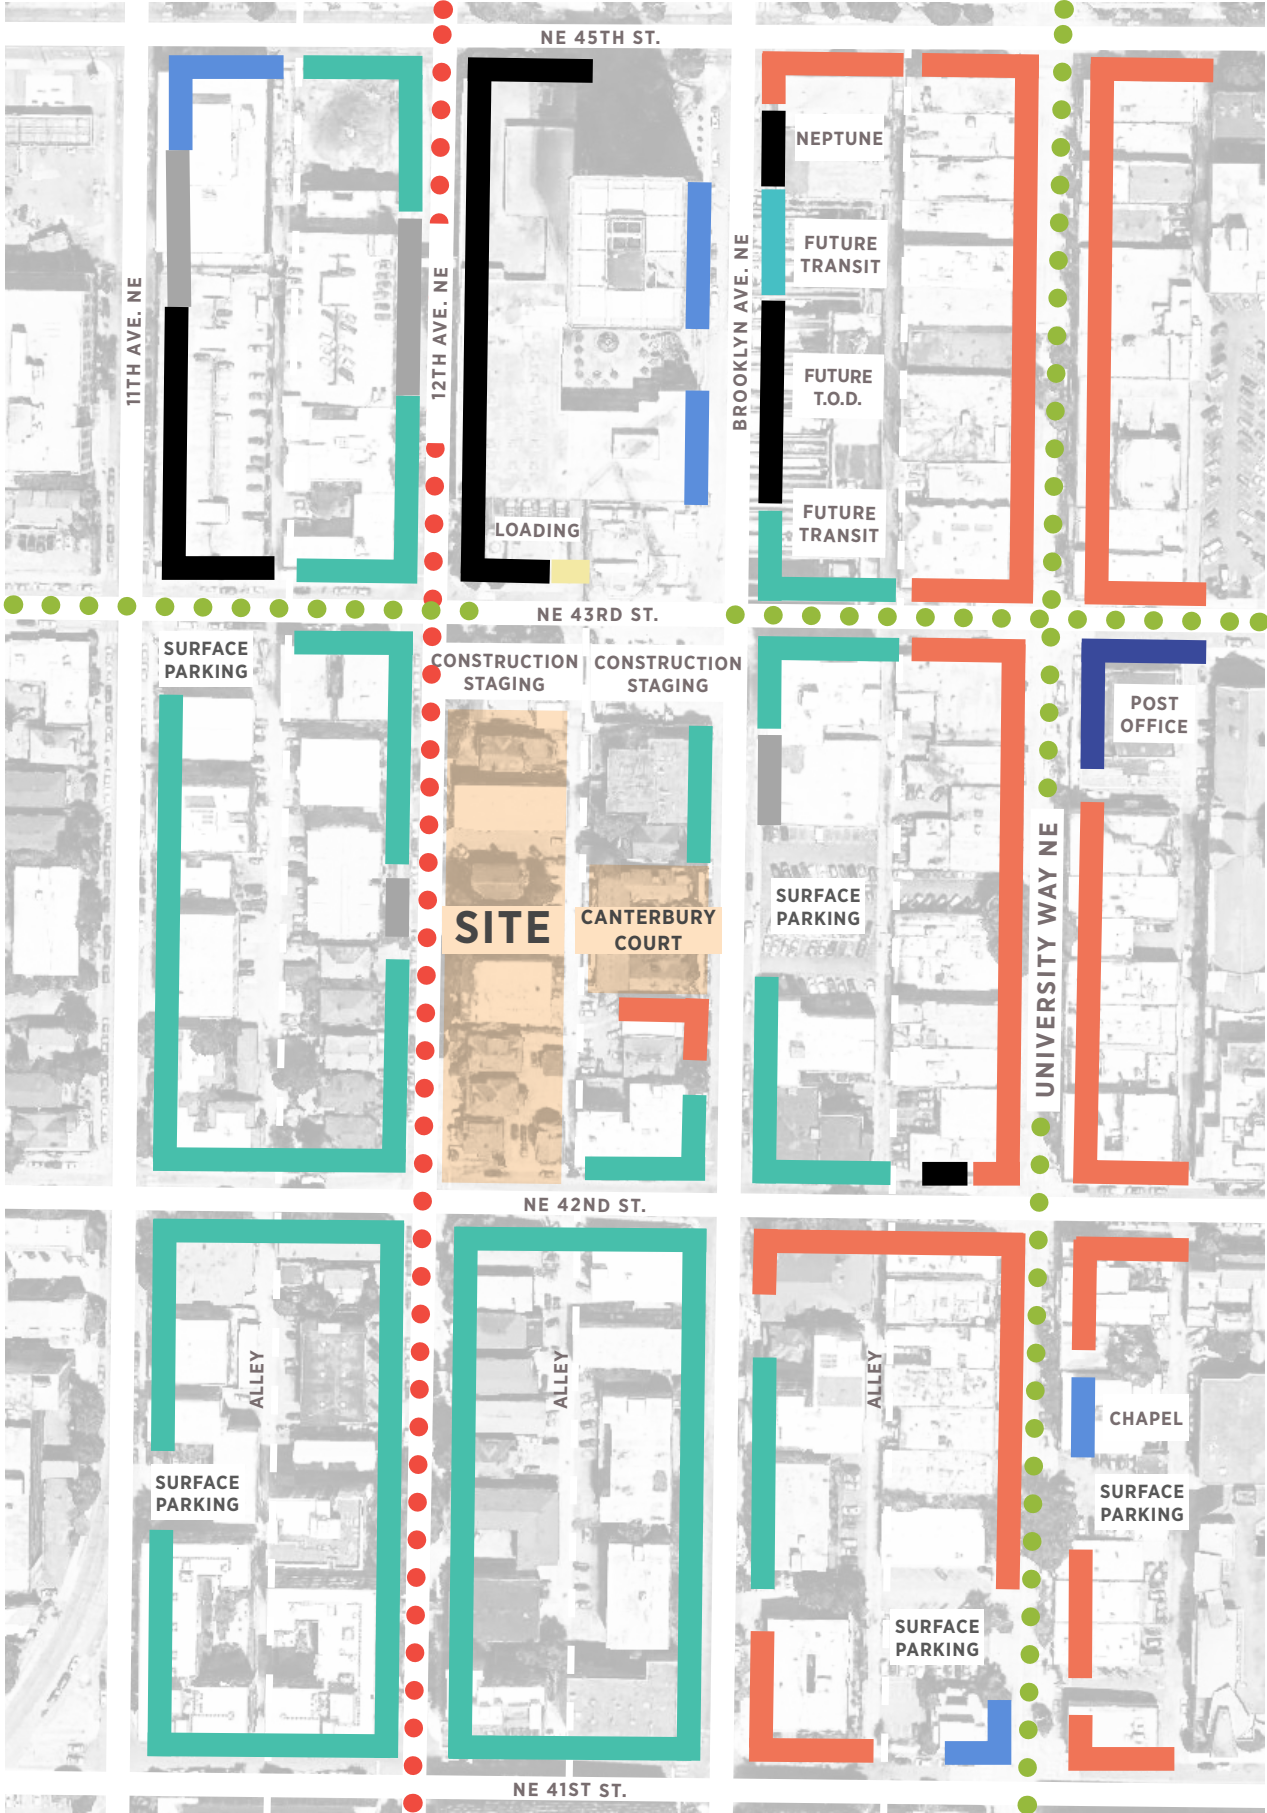 NE 45TH ST.
NEPTUNE
FUTURE
TRANSIT
11TH AVE. NE
12TH AVE. NE
BROOKLYN AVE. NE
FUTURE
T.O.D.
LOADING
FUTURE
TRANSIT
NE 43RD ST.
SURFACE
PARKING
CONSTRUCTION
STAGING
CONSTRUCTION
STAGING
POST
OFFICE
SITE
CANTERBURY
COURT
SURFACE
PARKING
UNIVERSITY WAY NE
NE 42ND ST.
ALLEY
ALLEY
ALLEY
CHAPEL
SURFACE
PARKING
SURFACE
PARKING
SURFACE
PARKING
NE 41ST ST.